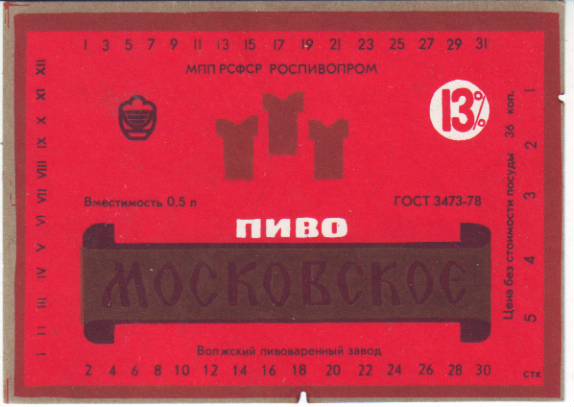 1 3 5 7 9 11 13 15 17 19 21 23 25 27 29 31
МПП РСФСР РОСПИВОПРОМ
13%
Вместимость 0,5 л
ГОСТ 3473-78
ПИВО
МОСКОВСКОЕ
Волжский пивоваренный завод
2 4 6 8 10 12 14 16 18 20 22 24 26 28 30
стк
I II III IV V VI VII VIII IX X XI XII
Цена без стоимости посуды 36 коп.
1 2 3 4 5